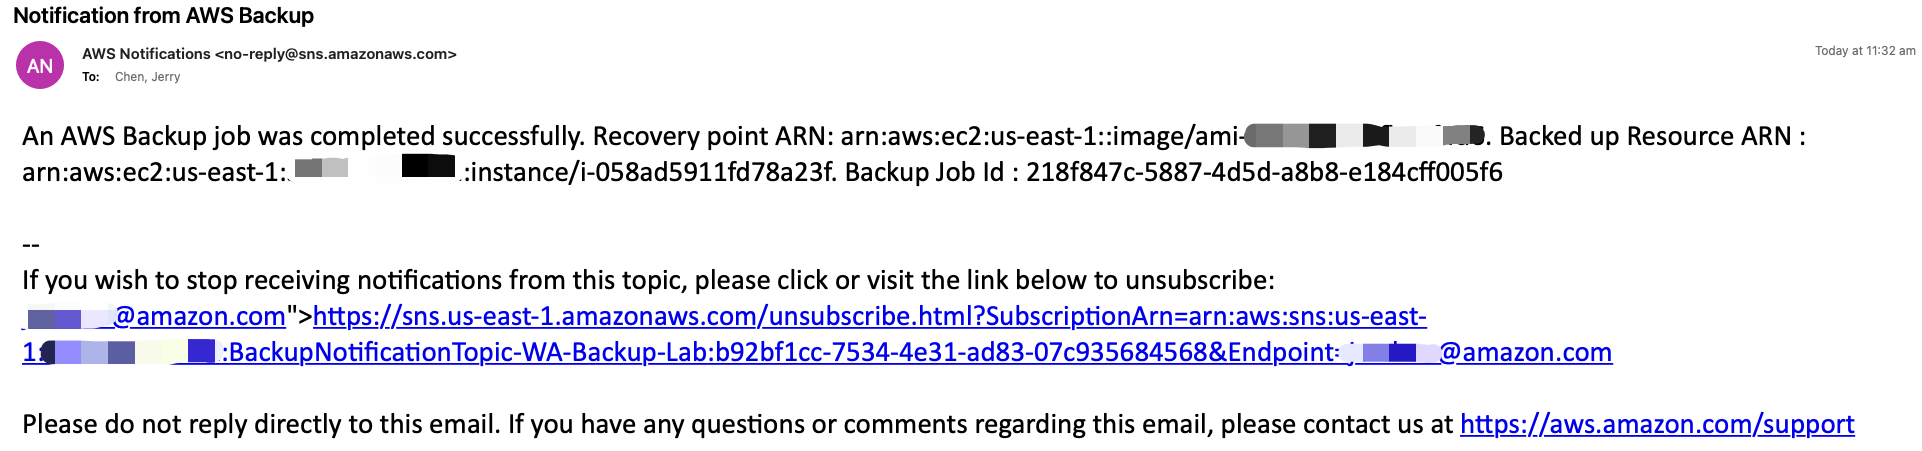 Notification from AWS Backup
AN
AWS Notifications <no-reply@sns.amazonaws.com>
Today at 11:32 am
To: Chen, Jerry
An AWS Backup job was completed successfully. Recovery point ARN: arn:aws:ec2:us-east-1::image/ami- . Backed up Resource ARN :
arn:aws:ec2:us-east-1: :instance/i-058ad5911fd78a23f. Backup Job Id : 218f847c-5887-4d5d-a8b8-e184cff005f6
--
If you wish to stop receiving notifications from this topic, please click or visit the link below to unsubscribe:
@amazon.com">https://sns.us-east-1.amazonaws.com/unsubscribe.html?SubscriptionArn=arn:aws:sns:us-east-
1: :BackupNotificationTopic-WA-Backup-Lab:b92bf1cc-7534-4e31-ad83-07c935684568&Endpoint= @amazon.com
Please do not reply directly to this email. If you have any questions or comments regarding this email, please contact us at https://aws.amazon.com/support